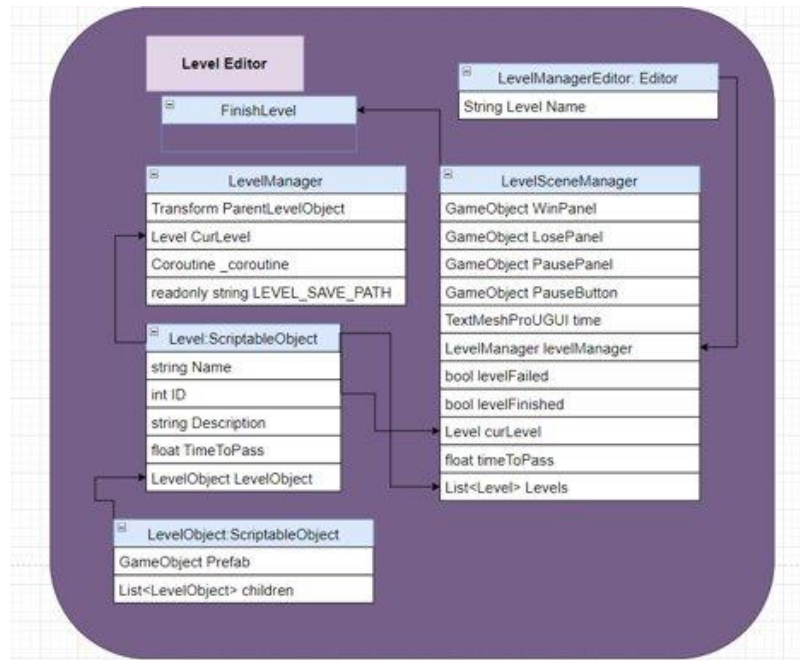 Level Editor
FinishLevel
LevelManagerEditor: Editor
String Level Name
LevelManager
Transform ParentLevelObject
Level CurLevel
Coroutine _coroutine
readonly string LEVEL_SAVE_PATH
LevelSceneManager
GameObject WinPanel
GameObject LosePanel
GameObject PausePanel
GameObject PauseButton
TextMeshProUGUI time
LevelManager levelManager
bool levelFailed
bool levelFinished
Level curLevel
float timeToPass
List<Level> Levels
Level:ScriptableObject
string Name
int ID
string Description
float TimeToPass
LevelObject LevelObject
LevelObject:ScriptableObject
GameObject Prefab
List<LevelObject> children